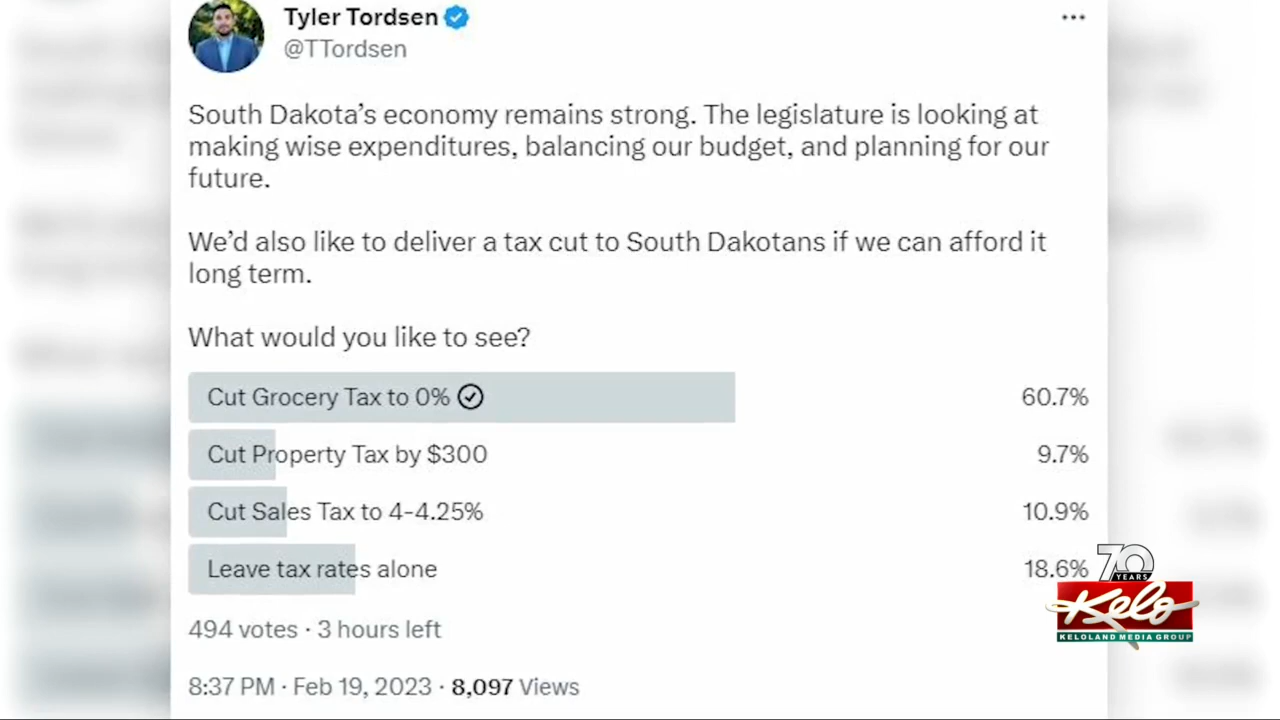 Tyler Tordsen
@TTordsen
South Dakota’s economy remains strong. The legislature is looking at
making wise expenditures, balancing our budget, and planning for our
future.
We’d also like to deliver a tax cut to South Dakotans if we can afford it
long term.
What would you like to see?
Cut Grocery Tax to 0% 60.7%
Cut Property Tax by $300 9.7%
Cut Sales Tax to 4-4.25% 10.9%
Leave tax rates alone 18.6%
494 votes · 3 hours left
8:37 PM · Feb 19, 2023 · 8,097 Views
70
YEARS
Kelo
KELOLAND MEDIA GROUP